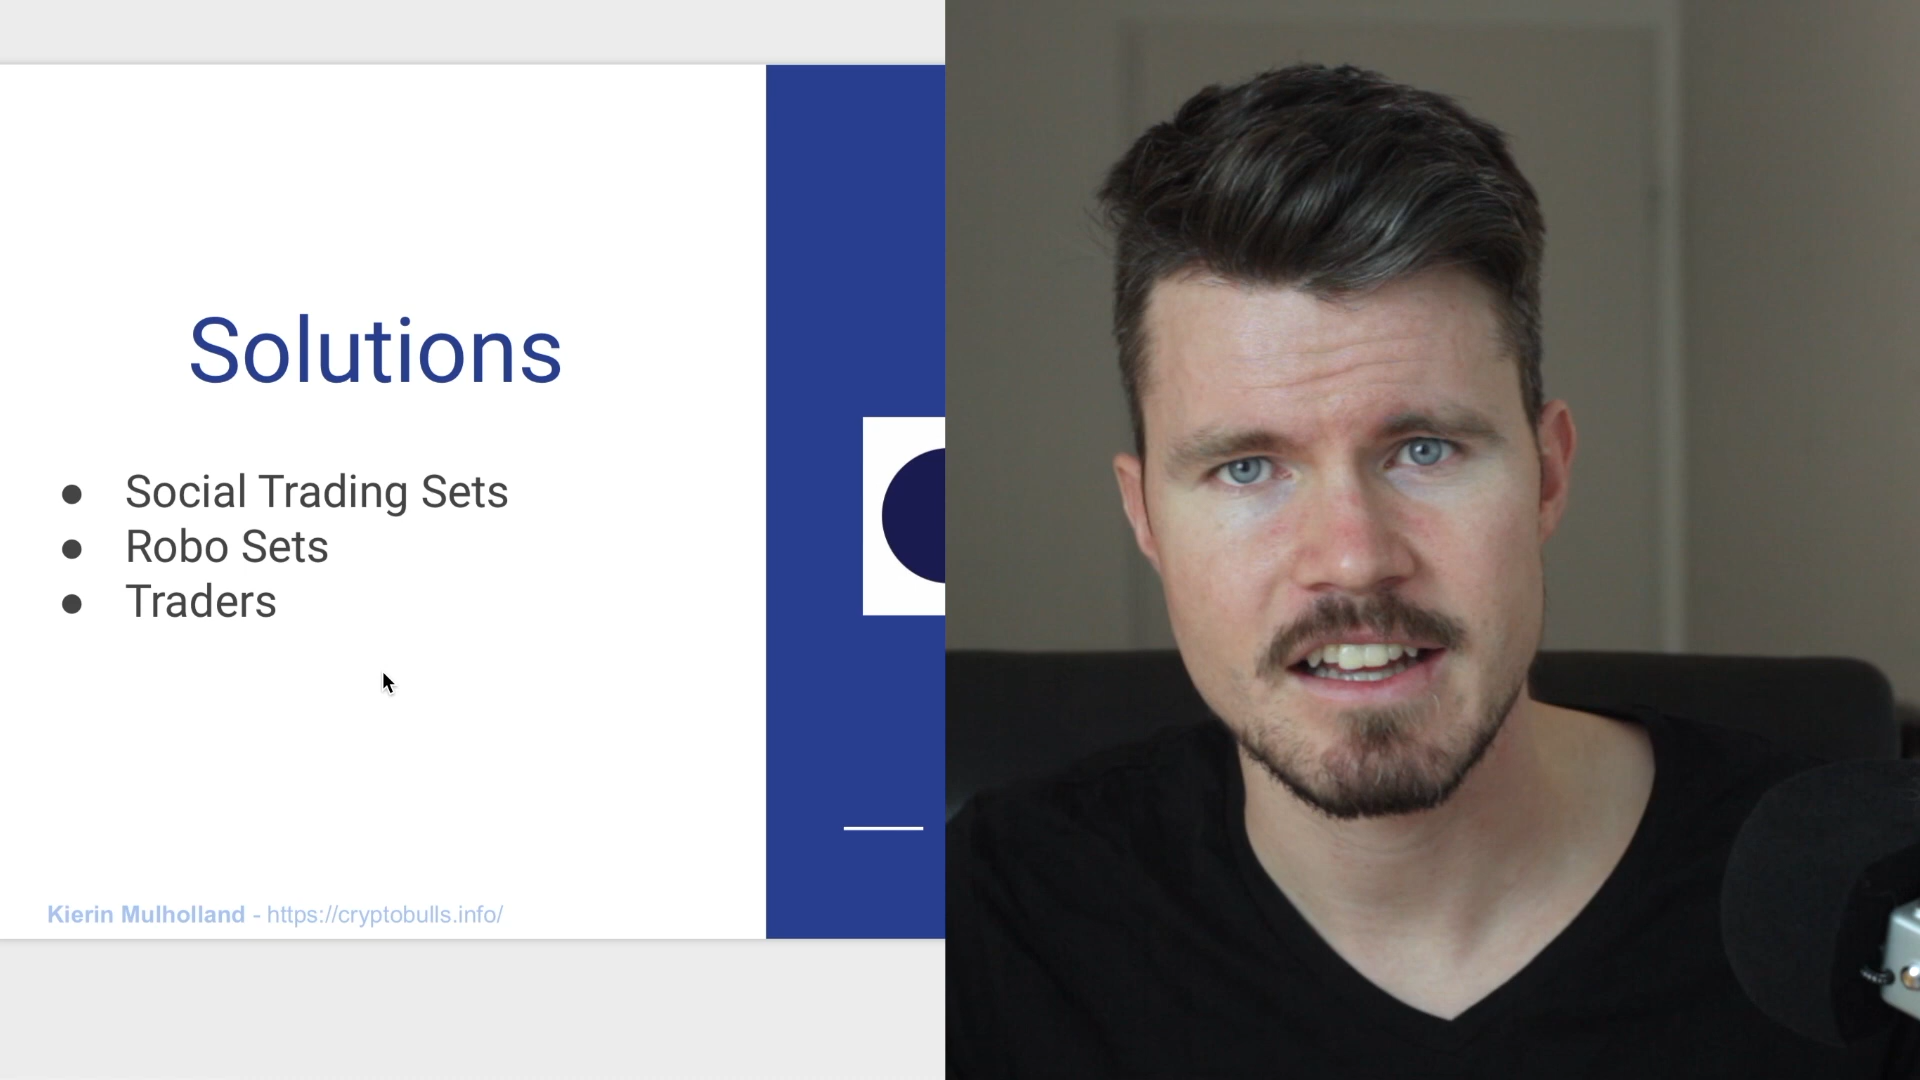 Solutions
● Social Trading Sets
● Robo Sets
● Traders
Kierin Mulholland - https://cryptobulls.info/